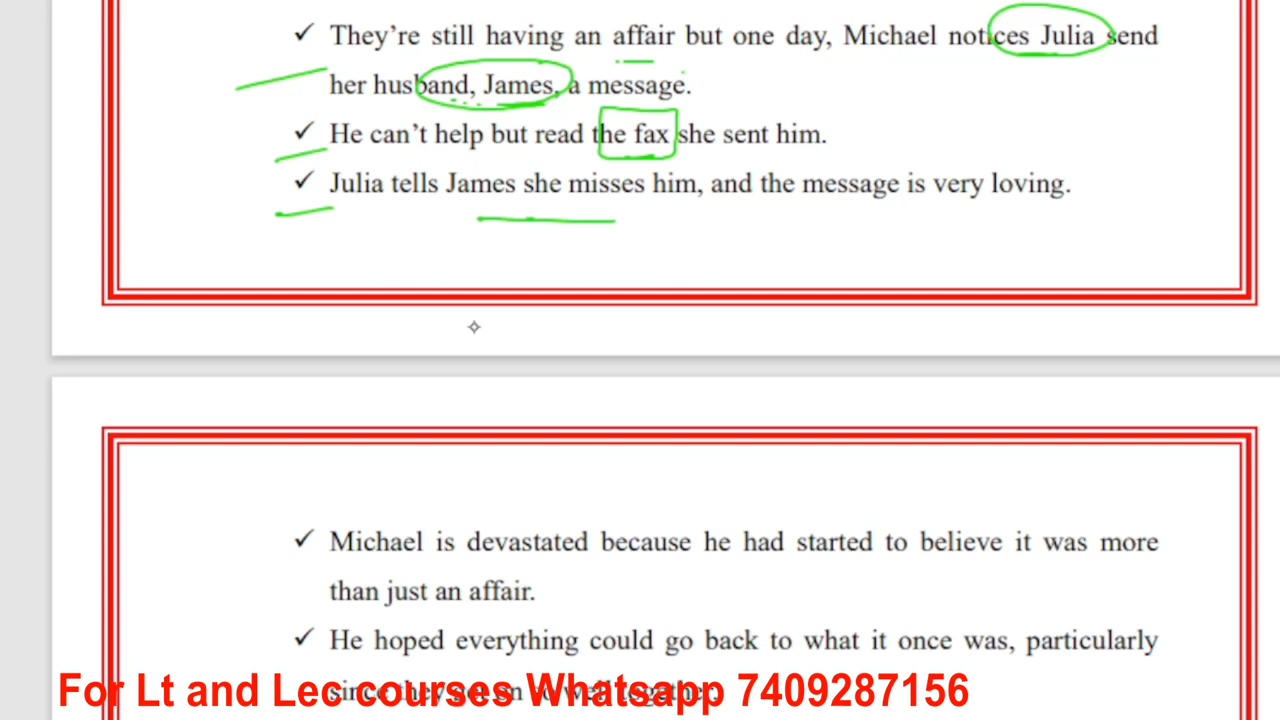 ✓ They’re still having an affair but one day, Michael notices Julia send
her husband, James, a message.
✓ He can’t help but read the fax she sent him.
✓ Julia tells James she misses him, and the message is very loving.
✓ Michael is devastated because he had started to believe it was more
than just an affair.
✓ He hoped everything could go back to what it once was, particularly
since they together.
For Lt and Lec courses Whatsapp 7409287156